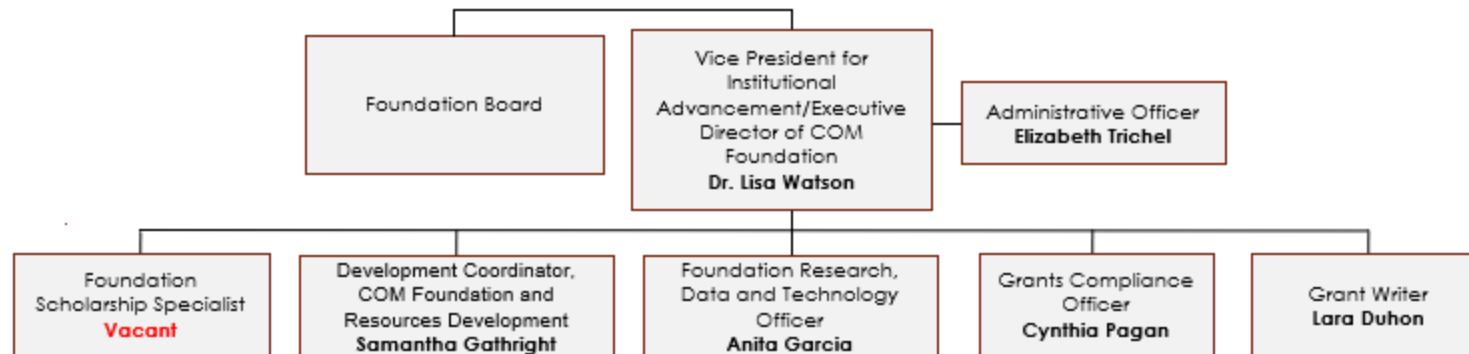 Foundation Board
Vice President for
Institutional
Advancement/Executive
Director of COM
Foundation
Dr. Lisa Watson
Administrative Officer
Elizabeth Trichel
Foundation
Scholarship Specialist
Vacant
Development Coordinator,
COM Foundation and
Resources Development
Samantha Gathright
Foundation Research,
Data and Technology
Officer
Anita Garcia
Grants Compliance
Officer
Cynthia Pagan
Grant Writer
Lara Duhon